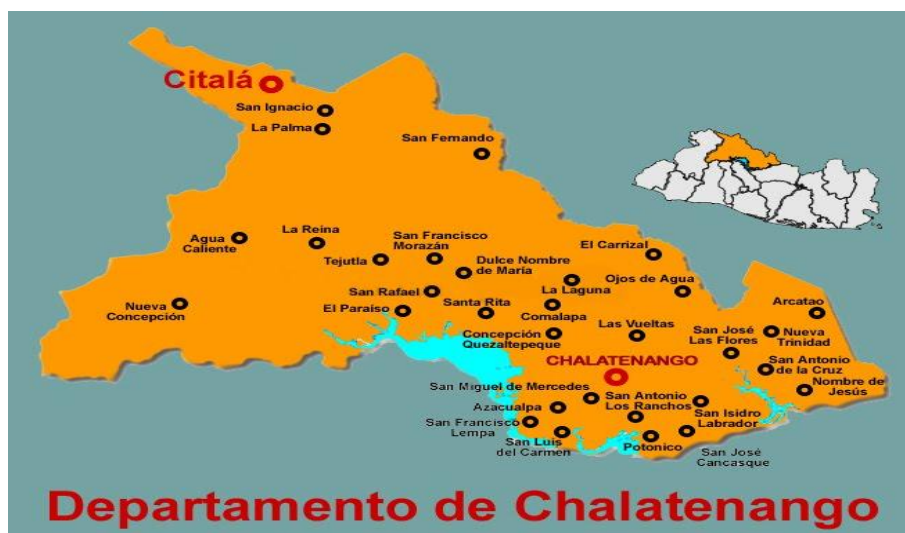 Citalá
San Ignacio
La Palma
San Fernando
Agua
Caliente
La Reina
San Francisco
Morazán
Tejutla
Dulce Nombre
de María
El Carrizal
La Laguna
Ojos de Agua
San Rafael
Nueva
Concepción
El Paraíso
Santa Rita
Comalapa
Arcatao
Concepción
Quezaltepeque
Las Vueltas
San José
Las Flores
Nueva
Trinidad
CHALATENANGO
San Antonio
de la Cruz
San Miguel de Mercedes
San Antonio
Los Ranchos
Nombre de
Jesús
Azacualpa
San Isidro
Labrador
San Francisco
Lempa
San Luis
del Carmen
Potonico
San José
Cancasque
Departamento de Chalatenango